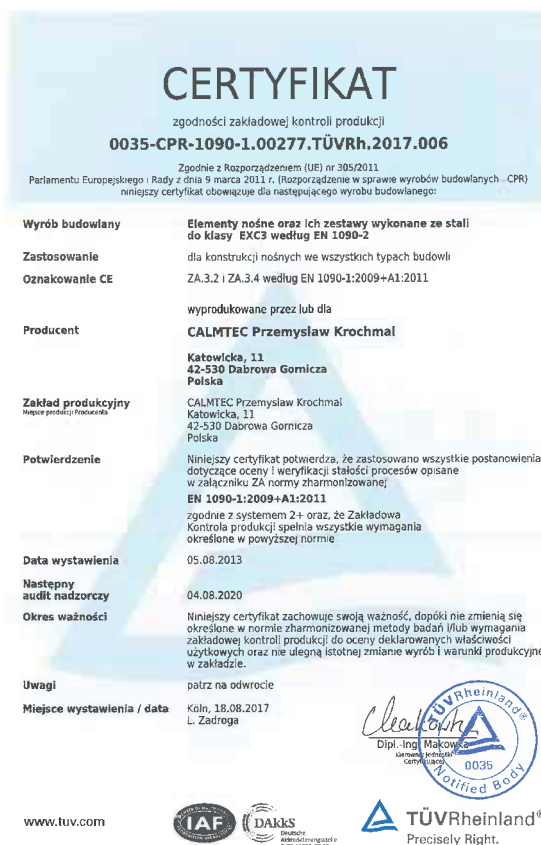 CERTYFIKAT
zgodności zakładowej kontroli produkcji
0035-CPR-1090-1.00277.TÜVRh.2017.006
Zgodnie z Rozporządzeniem (UE) nr 305/2011
Parlamentu Europejskiego i Rady z dnia 9 marca 2011 r. (Rozporządzenie w sprawie wyrobów budowlanych – CPR)
niniejszy certyfikat obowiązuje dla następującego wyrobu budowlanego:
Wyrób budowlany
Elementy nośne oraz ich zestawy wykonane ze stali
do klasy EXC3 według EN 1090-2
Zastosowanie
dla konstrukcji nośnych we wszystkich typach budowli
Oznakowanie CE
ZA.3.2 i ZA.3.4 według EN 1090-1:2009+A1:2011
wyprodukowane przez lub dla
Producent
CALMTEC Przemyslaw Krochmal
Katowicka, 11
42-530 Dabrowa Gornicza
Polska
Zakład produkcyjny
Miejsce produkcji Producenta
CALMTEC Przemyslaw Krochmal
Katowicka, 11
42-530 Dabrowa Gornicza
Polska
Potwierdzenie
Niniejszy certyfikat potwierdza, że zastosowano wszystkie postanowienia
dotyczące oceny i weryfikacji stałości procesów opisane
w załączniku ZA normy zharmonizowanej
EN 1090-1:2009+A1:2011
zgodnie z systemem 2+ oraz, że Zakładowa
Kontrola produkcji spełnia wszystkie wymagania
określone w powyższej normie
Data wystawienia
05.08.2013
Następny
audit nadzorczy
04.08.2020
Okres ważności
Niniejszy certyfikat zachowuje swoją ważność, dopóki nie zmienią się
określone w normie zharmonizowanej metody badań i/lub wymagania
zakładowej kontroli produkcji do oceny deklarowanych właściwości
użytkowych oraz nie ulegną istotnej zmianie wyrób i warunki produkcyjne
w zakładzie.
Uwagi
patrz na odwrocie
Miejsce wystawienia / data
Köln, 18.08.2017
L. Zadroga
Dipl.-Ing. Makowka
Kierownik Jednostki
Certyfikującej
TÜVRheinland®
0035
Notified Body
www.tuv.com
IAF
DAkkS
Deutsche
Akkreditierungsstelle
TÜVRheinland®
Precisely Right.